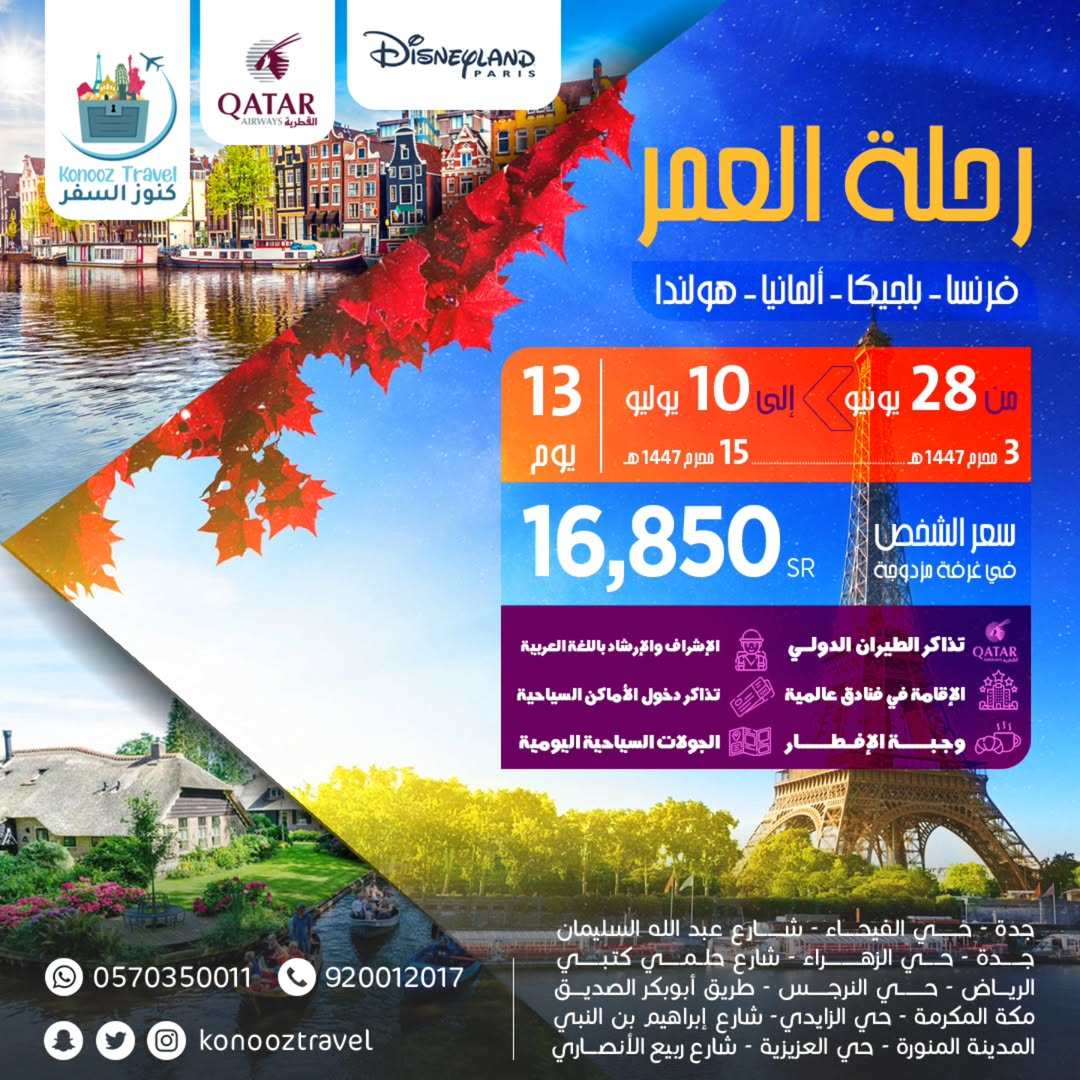 Konooz Travel
كنوز السفر
QATAR
AIRWAYS القطرية
DISNEYLAND
PARIS
رحلة العمر
فرنسا - بلجيكا - ألمانيا - هولندا
من 28 يونيو إلى 10 يوليو
3 محرم 1447هـ ........................ 15 محرم 1447هـ
13
يوم
سعر الشخص
في غرفة مزدوجة
16,850 SR
QATAR
تذاكر الطيران الدولي
الإشراف والإرشاد باللغة العربية
الإقامة في فنادق عالمية
تذاكر دخول الأماكن السياحية
وجبة الإفطار
الجولات السياحية اليومية
جدة - حي الفيحاء - شارع عبد الله السليمان
جدة - حي الزهراء - شارع حلمي كتبي
الرياض - حي النرجس - طريق أبوبكر الصديق
مكة المكرمة - حي الزايدي- شارع إبراهيم بن النبي
المدينة المنورة - حي العزيزية - شارع ربيع الأنصاري
0570350011 920012017
konooztravel